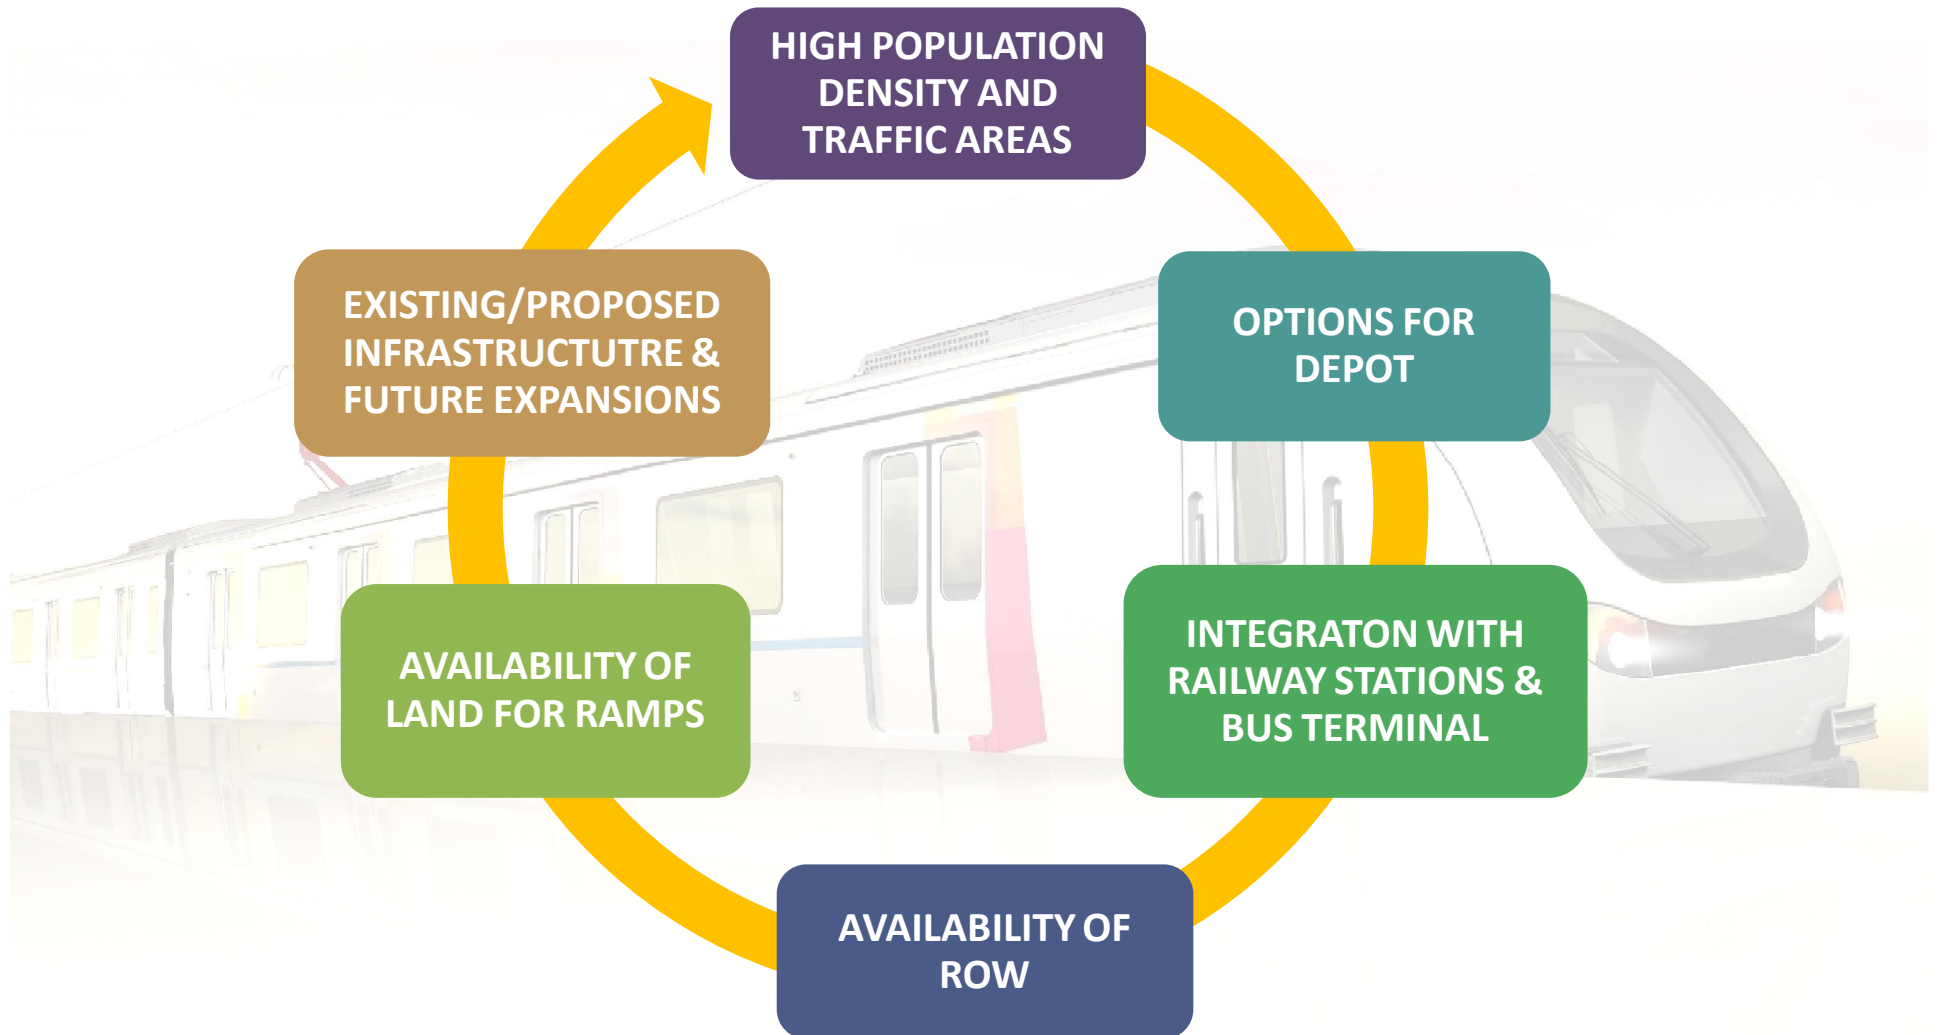 HIGH POPULATION
DENSITY AND
TRAFFIC AREAS
OPTIONS FOR
DEPOT
INTEGRATON WITH
RAILWAY STATIONS &
BUS TERMINAL
AVAILABILITY OF
ROW
AVAILABILITY OF
LAND FOR RAMPS
EXISTING/PROPOSED
INFRASTRUCTUTRE &
FUTURE EXPANSIONS